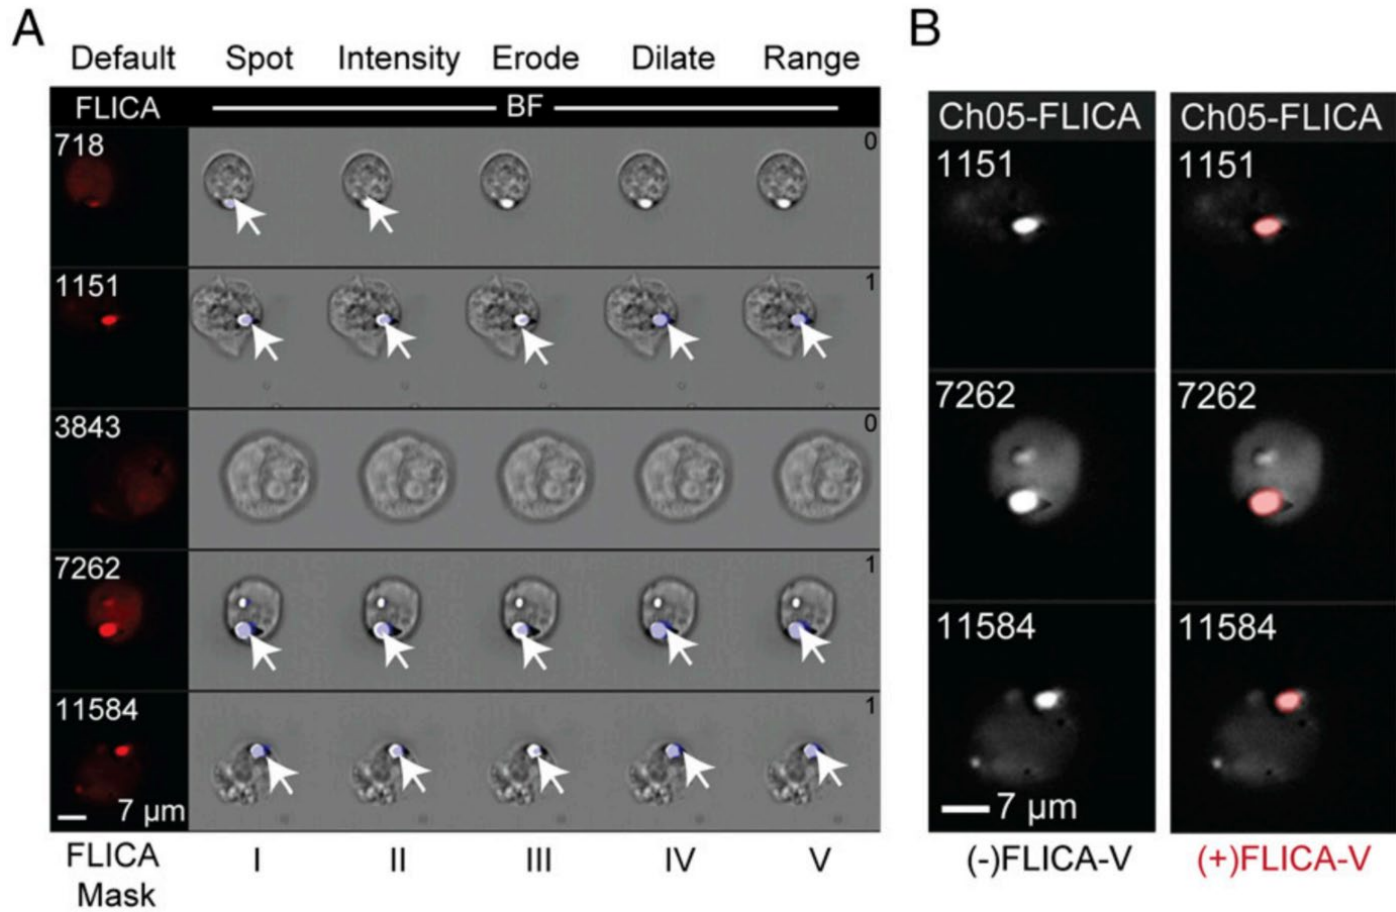 A
Default Spot Intensity Erode Dilate Range
FLICA BF
718 0
1151 1
3843 0
7262 1
11584 1
7 µm
FLICA Mask I II III IV V
B
Ch05-FLICA Ch05-FLICA
1151 1151
7262 7262
11584 11584
7 µm
(-)FLICA-V (+)FLICA-V